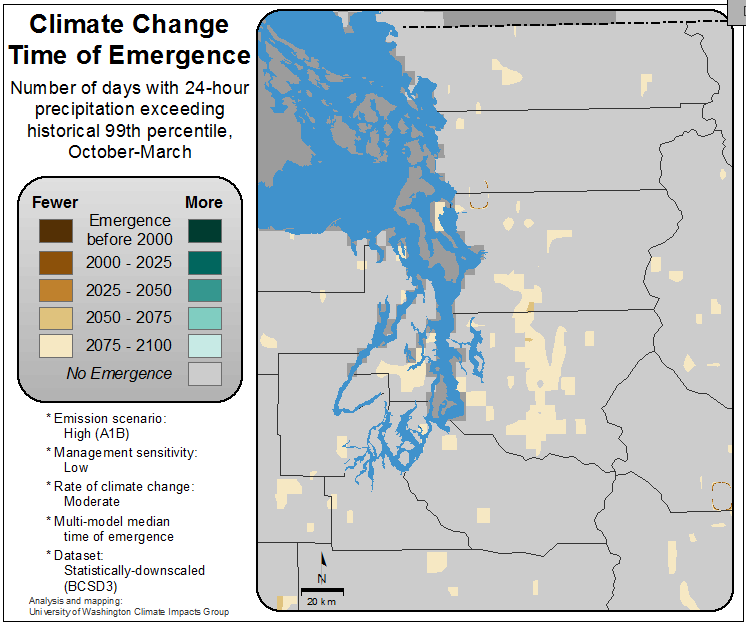 Climate Change
Time of Emergence
Number of days with 24-hour
precipitation exceeding
historical 99th percentile,
October-March
Fewer
More
Emergence
before 2000
2000 - 2025
2025 - 2050
2050 - 2075
2075 - 2100
No Emergence
* Emission scenario:
High (A1B)
* Management sensitivity:
Low
* Rate of climate change:
Moderate
* Multi-model median
time of emergence
* Dataset:
Statistically-downscaled
(BCSD3)
Analysis and mapping:
University of Washington Climate Impacts Group
N
20 km